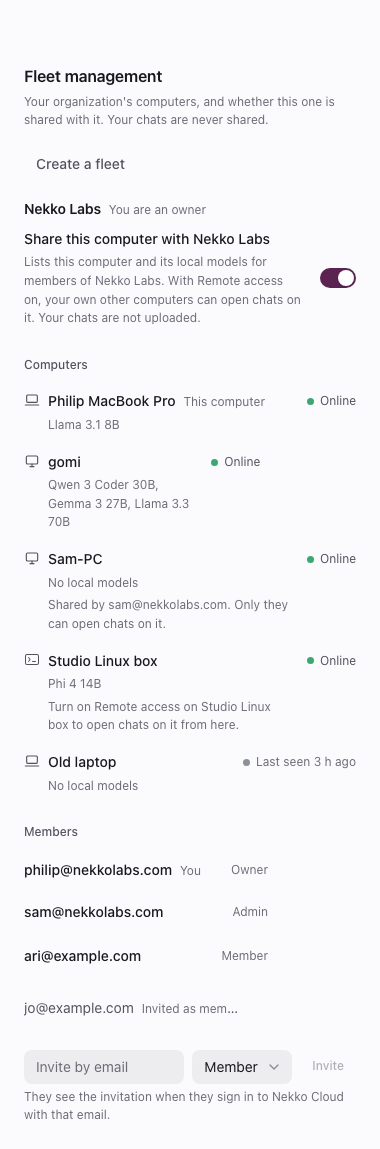 Fleet management
Your organization's computers, and whether this one is
shared with it. Your chats are never shared.
Create a fleet
Nekko Labs You are an owner
Share this computer with Nekko Labs
Lists this computer and its local models for
members of Nekko Labs. With Remote access
on, your own other computers can open chats on
it. Your chats are not uploaded.
Computers
Philip MacBook Pro This computer Online
Llama 3.1 8B
gomi Online
Qwen 3 Coder 30B,
Gemma 3 27B, Llama 3.3
70B
Sam-PC Online
No local models
Shared by sam@nekkolabs.com. Only they
can open chats on it.
Studio Linux box Online
Phi 4 14B
Turn on Remote access on Studio Linux
box to open chats on it from here.
Old laptop Last seen 3 h ago
No local models
Members
philip@nekkolabs.com You Owner
sam@nekkolabs.com Admin
ari@example.com Member
jo@example.com Invited as mem...
Invite by email Member Invite
They see the invitation when they sign in to Nekko Cloud
with that email.